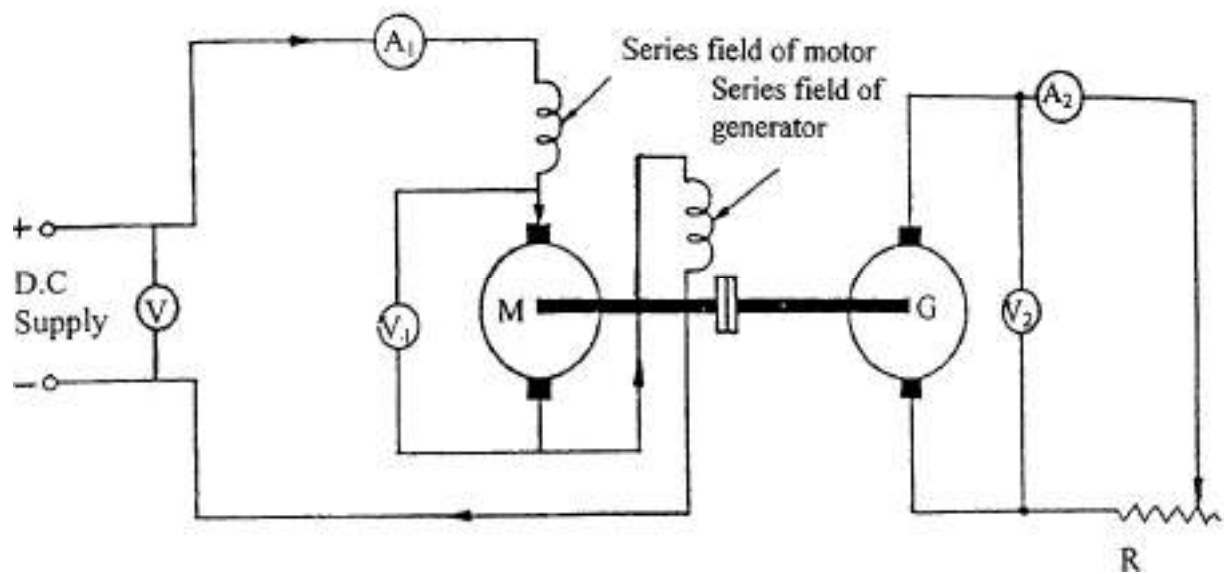 A1
Series field of motor
Series field of
generator
A2
+
D.C
Supply
–
V
V1
M
G
V2
R